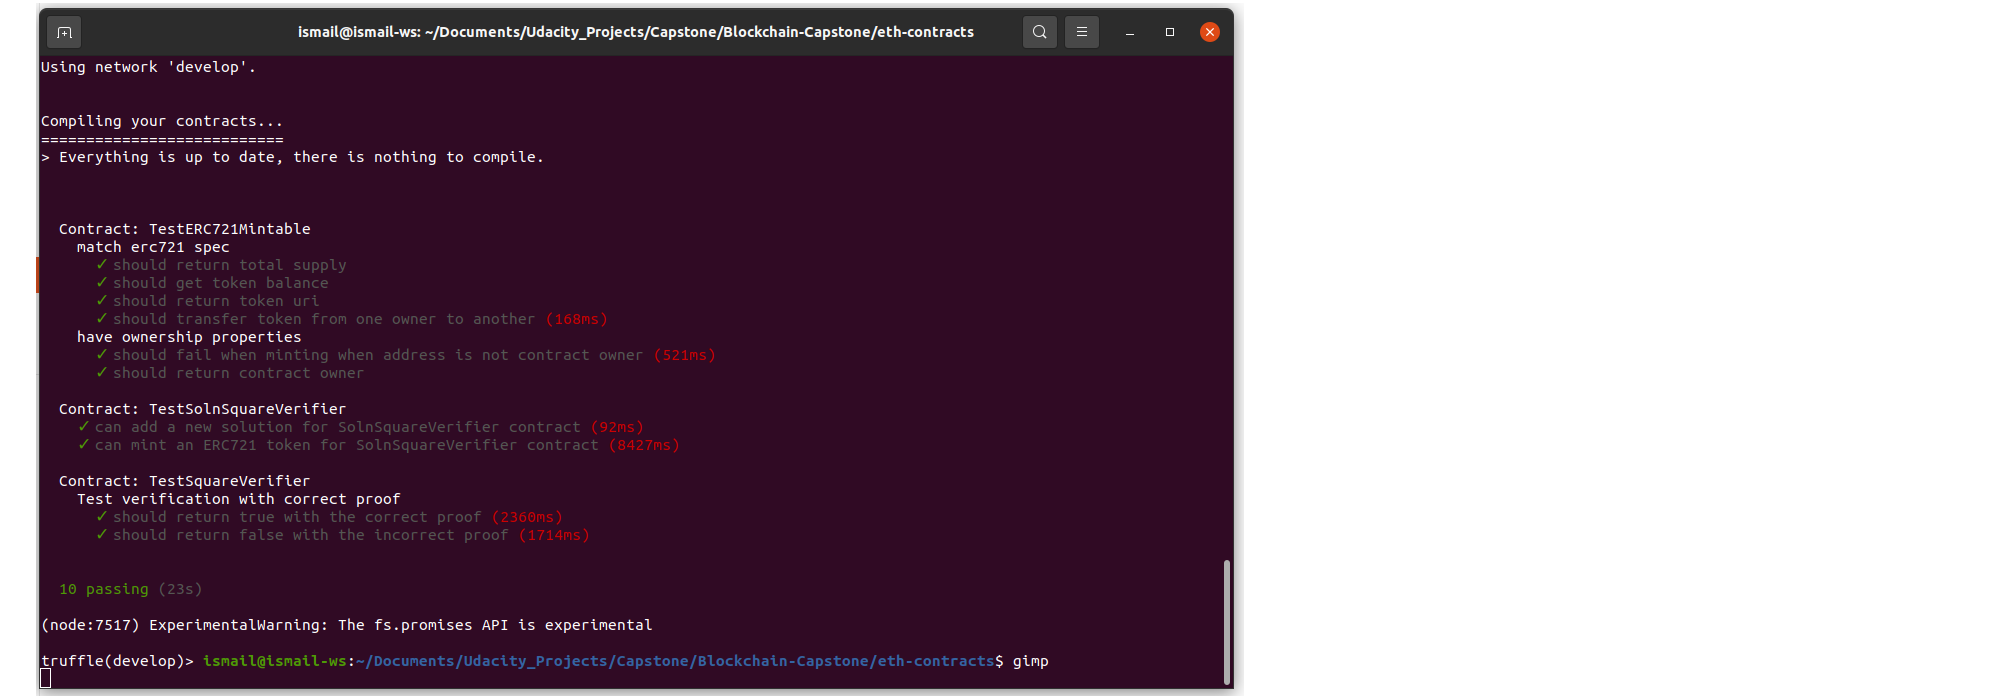 ismail@ismail-ws: ~/Documents/Udacity_Projects/Capstone/Blockchain-Capstone/eth-contracts
Using network 'develop'.
Compiling your contracts...
===========================
> Everything is up to date, there is nothing to compile.
Contract: TestERC721Mintable
match erc721 spec
✓ should return total supply
✓ should get token balance
✓ should return token uri
✓ should transfer token from one owner to another (168ms)
have ownership properties
✓ should fail when minting when address is not contract owner (521ms)
✓ should return contract owner
Contract: TestSolnSquareVerifier
✓ can add a new solution for SolnSquareVerifier contract (92ms)
✓ can mint an ERC721 token for SolnSquareVerifier contract (8427ms)
Contract: TestSquareVerifier
Test verification with correct proof
✓ should return true with the correct proof (2360ms)
✓ should return false with the incorrect proof (1714ms)
10 passing (23s)
(node:7517) ExperimentalWarning: The fs.promises API is experimental
truffle(develop)> ismail@ismail-ws:~/Documents/Udacity_Projects/Capstone/Blockchain-Capstone/eth-contracts$ gimp